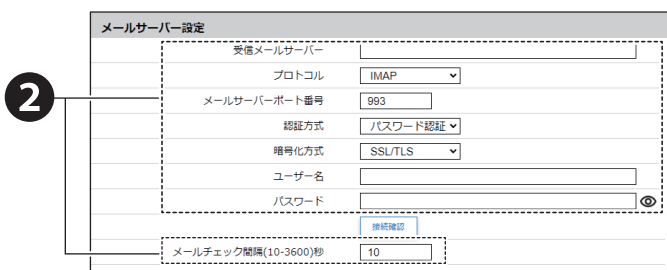 メールサーバー設定
受信メールサーバー
プロトコル IMAP
2
メールサーバーポート番号 993
認証方式 パスワード認証
暗号化方式 SSL/TLS
ユーザー名
パスワード
接続確認
メールチェック間隔(10-3600)秒 10